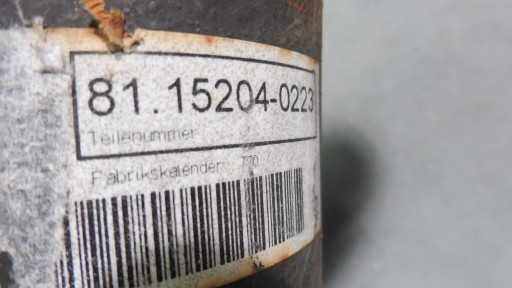 81.15204-0223
Teilenummer
Fabrikskalender: 770